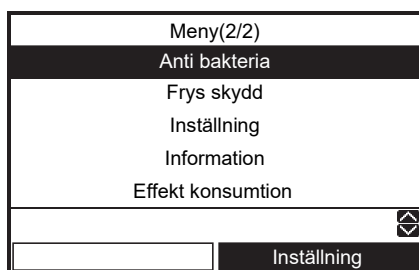 Meny(2/2)
Anti bakteria
Frys skydd
Inställning
Information
Effekt konsumtion
Inställning